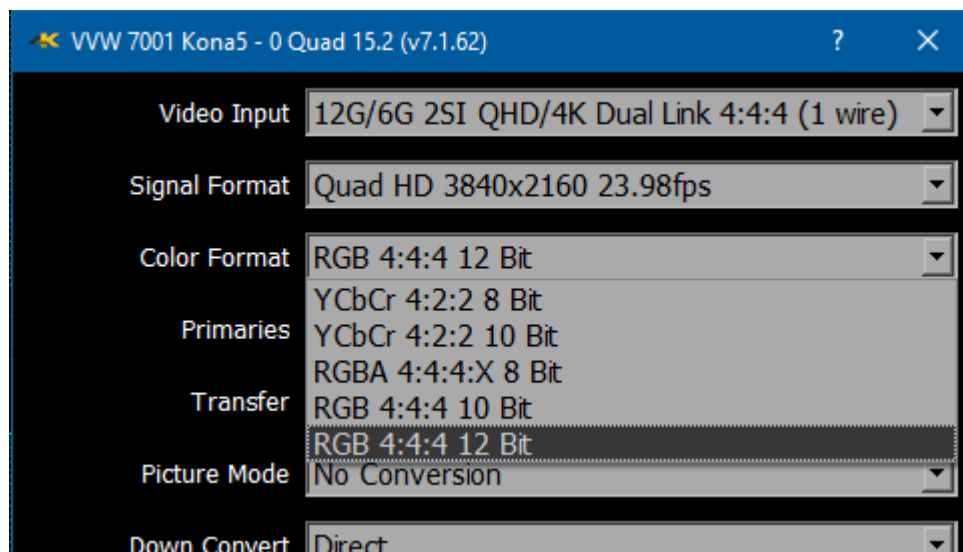 VVW 7001 Kona5 - 0 Quad 15.2 (v7.1.62) ? ×
Video Input 12G/6G 2SI QHD/4K Dual Link 4:4:4 (1 wire)
Signal Format Quad HD 3840x2160 23.98fps
Color Format RGB 4:4:4 12 Bit
YCbCr 4:2:2 8 Bit
Primaries YCbCr 4:2:2 10 Bit
RGBA 4:4:4:X 8 Bit
Transfer RGB 4:4:4 10 Bit
RGB 4:4:4 12 Bit
Picture Mode No Conversion
Down Convert Direct